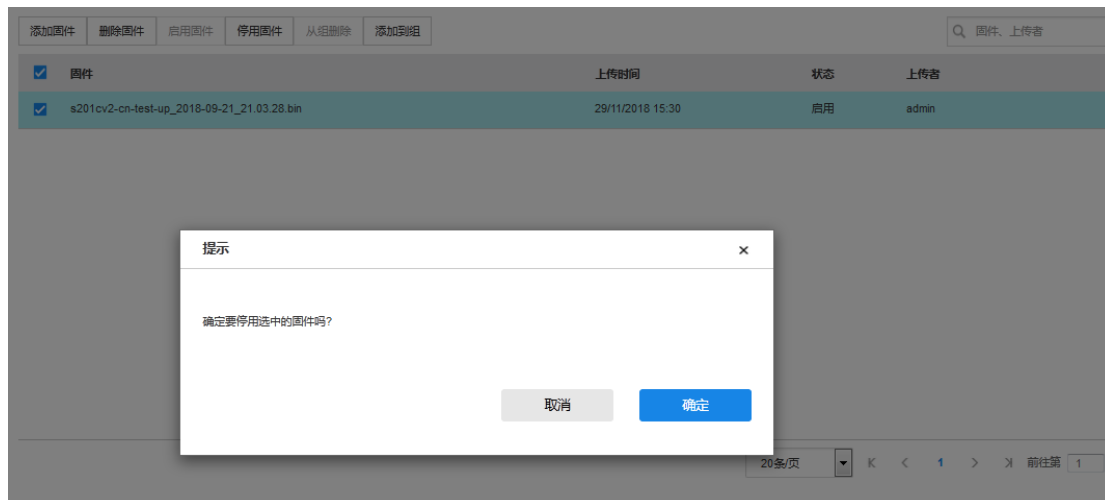 添加固件 删除固件 启用固件 停用固件 从组删除 添加到组 固件、上传者
固件 上传时间 状态 上传者
s201cv2-cn-test-up_2018-09-21_21.03.28.bin 29/11/2018 15:30 启用 admin
提示 ×
确定要停用选中的固件吗?
取消 确定
20条/页 1 前往第 1